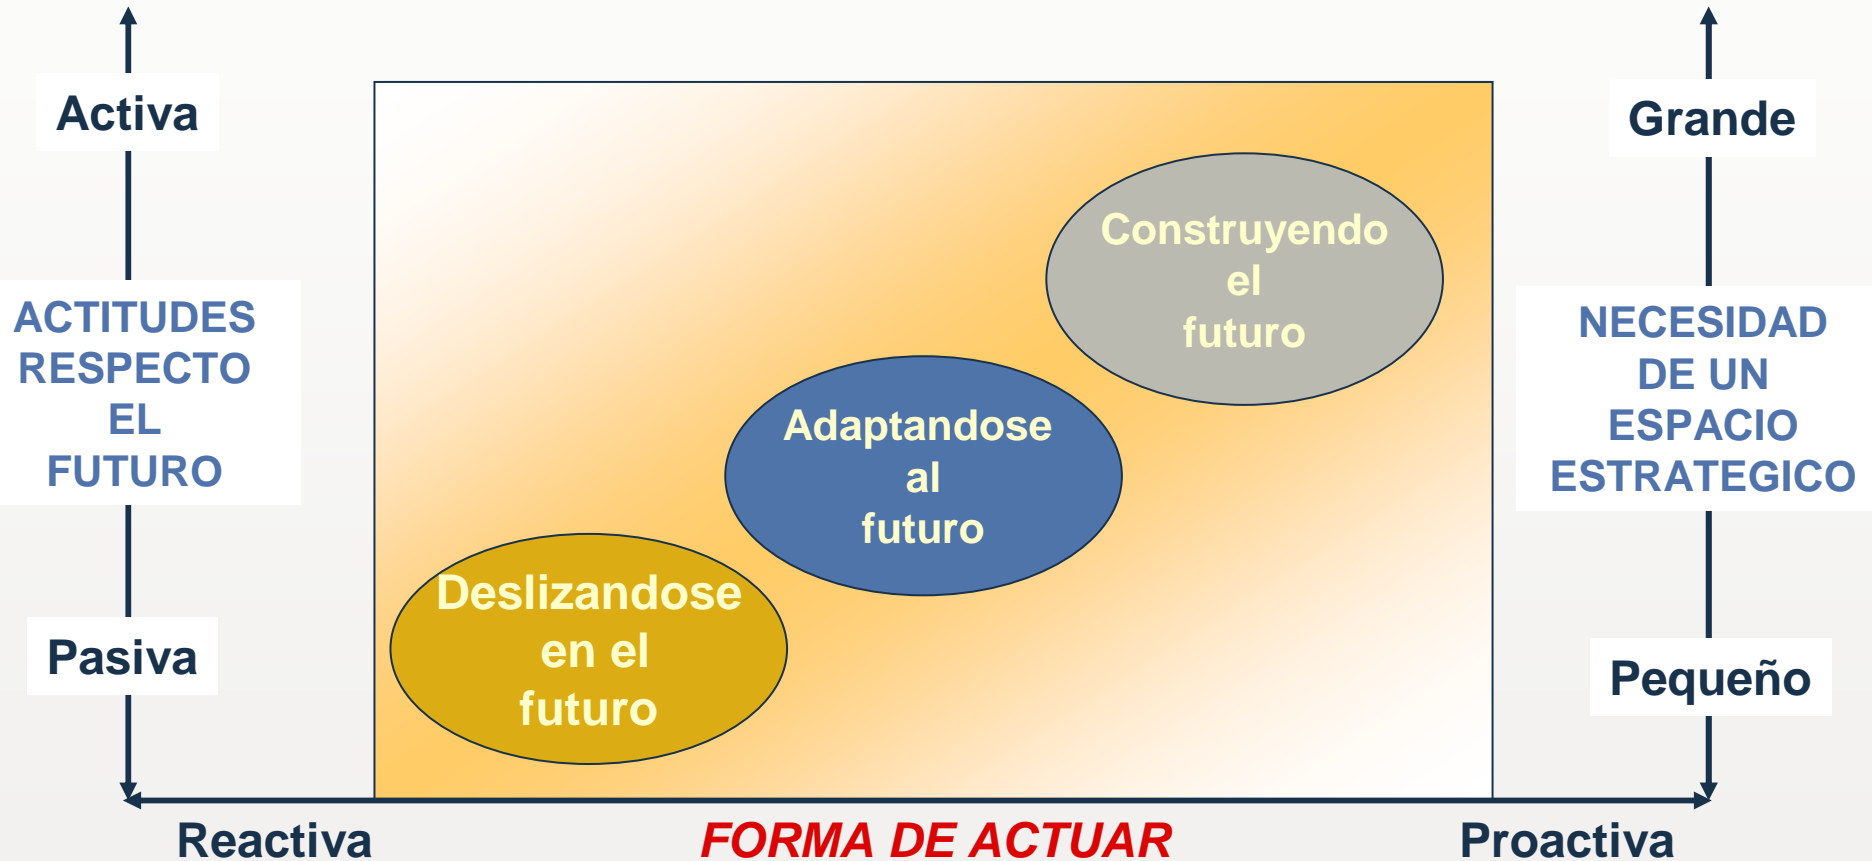 Activa
ACTITUDES
RESPECTO
EL
FUTURO
Pasiva
Construyendo
el
futuro
Adaptandose
al
futuro
Deslizandose
en el
futuro
Grande
NECESIDAD
DE UN
ESPACIO
ESTRATEGICO
Pequeño
Reactiva
FORMA DE ACTUAR
Proactiva